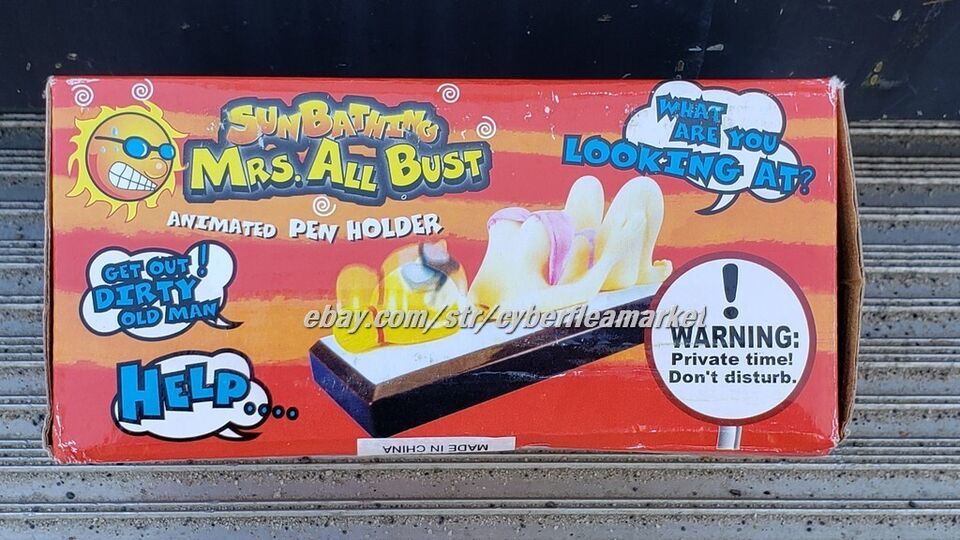 SUNBATHING
MRS. ALL BUST
ANIMATED PEN HOLDER
WHAT
ARE YOU
LOOKING AT?
GET OUT!
DIRTY
OLD MAN
HELP....
ebay.com/str/cyberfleamarket
!
WARNING:
Private time!
Don't disturb.
MADE IN CHINA